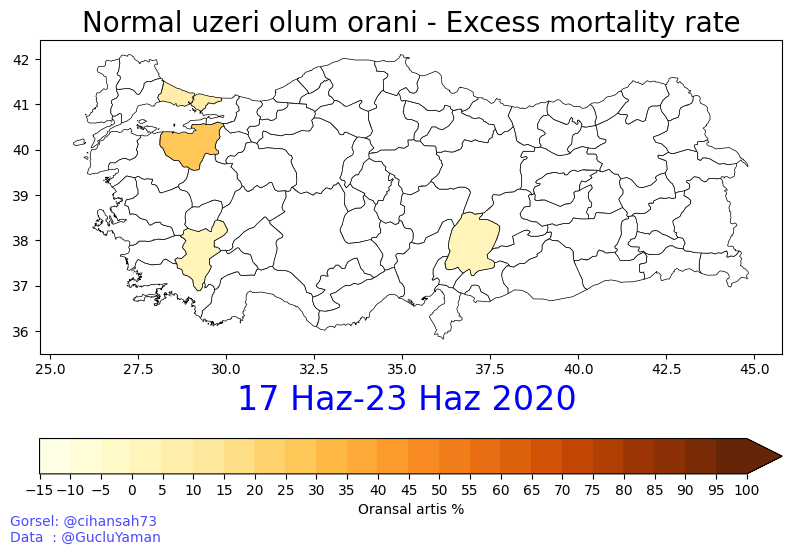 Normal uzeri olum orani - Excess mortality rate
42
41
40
39
38
37
36
25.0 27.5 30.0 32.5 35.0 37.5 40.0 42.5 45.0
17 Haz-23 Haz 2020
−15 −10 −5 0 5 10 15 20 25 30 35 40 45 50 55 60 65 70 75 80 85 90 95 100
Oransal artis %
Gorsel: @cihansah73
Data : @GucluYaman